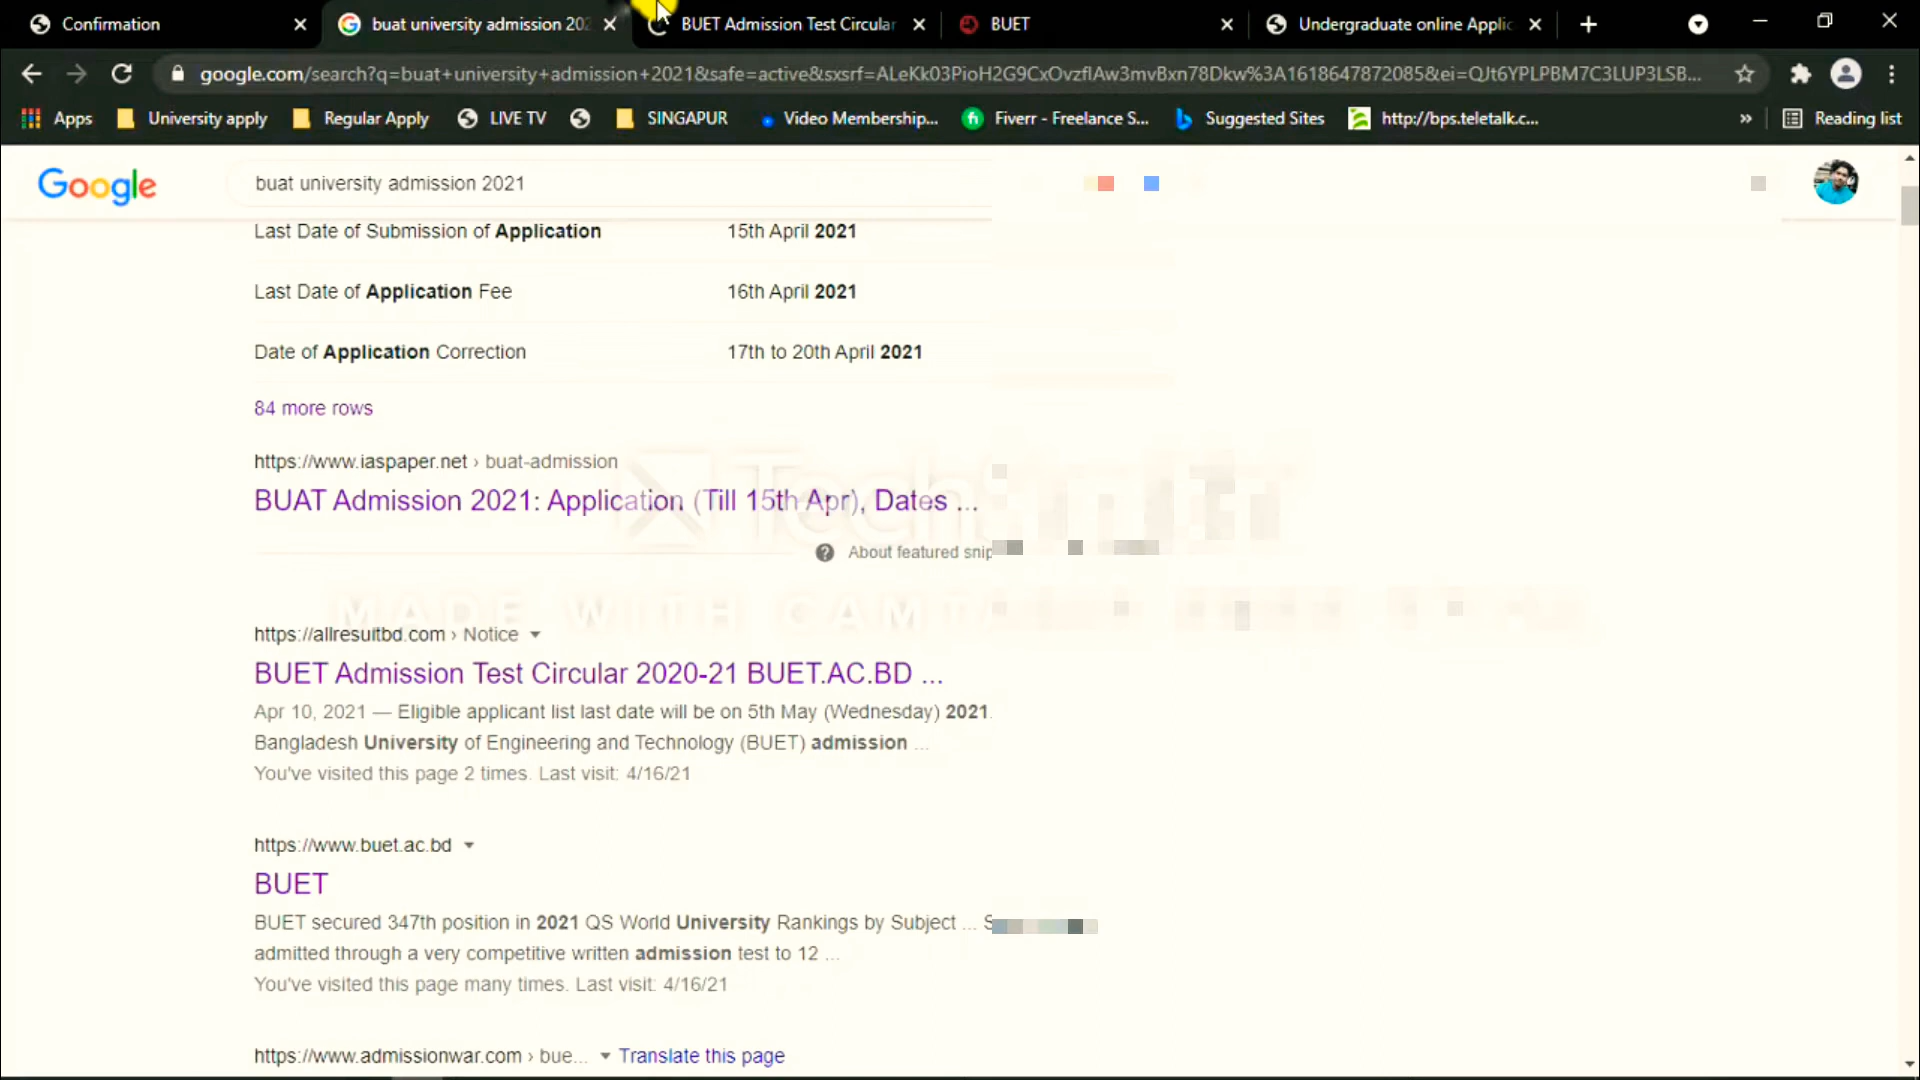 Confirmation
buat university admission 202
BUET Admission Test Circular
BUET
Undergraduate online Applic
google.com/search?q=buat+university+admission+2021&safe=active&sxsrf=ALeKk03PioH2G9CxOvzflAw3mvBxn78Dkw%3A1618647872085&ei=QJt6YPLPBM7C3LUP3LSB...
Apps
University apply
Regular Apply
LIVE TV
SINGAPUR
Video Membership...
Fiverr - Freelance S...
Suggested Sites
http://bps.teletalk.c...
»
Reading list
Google
buat university admission 2021
Last Date of Submission of Application 15th April 2021
Last Date of Application Fee 16th April 2021
Date of Application Correction 17th to 20th April 2021
84 more rows
https://www.iaspaper.net › buat-admission
BUAT Admission 2021: Application (Till 15th Apr), Dates ...
About featured snip
MADE WITH CAMT
https://allresultbd.com › Notice
BUET Admission Test Circular 2020-21 BUET.AC.BD ...
Apr 10, 2021 — Eligible applicant list last date will be on 5th May (Wednesday) 2021.
Bangladesh University of Engineering and Technology (BUET) admission ...
You've visited this page 2 times. Last visit: 4/16/21
https://www.buet.ac.bd
BUET
BUET secured 347th position in 2021 QS World University Rankings by Subject ... S
admitted through a very competitive written admission test to 12 ...
You've visited this page many times. Last visit: 4/16/21
https://www.admissionwar.com › bue... Translate this page